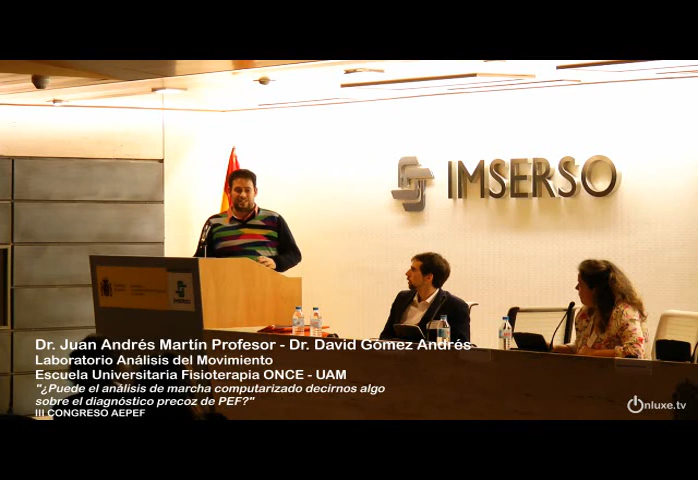 IMSERSO
IMSERSO
Dr. Juan Andrés Martín Profesor - Dr. David Gómez Andrés
Laboratorio Análisis del Movimiento
Escuela Universitaria Fisioterapia ONCE - UAM
"¿Puede el análisis de marcha computarizado decirnos algo
sobre el diagnóstico precoz de PEF?"
III CONGRESO AEPEF
onluxe.tv